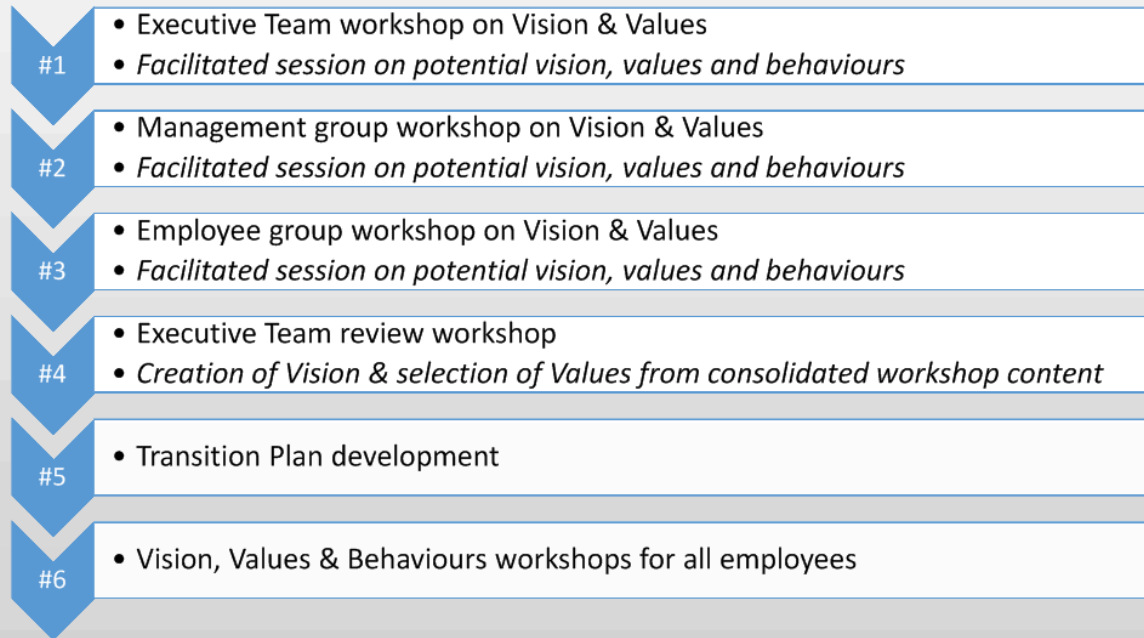 #1
• Executive Team workshop on Vision & Values
• Facilitated session on potential vision, values and behaviours
#2
• Management group workshop on Vision & Values
• Facilitated session on potential vision, values and behaviours
#3
• Employee group workshop on Vision & Values
• Facilitated session on potential vision, values and behaviours
#4
• Executive Team review workshop
• Creation of Vision & selection of Values from consolidated workshop content
#5
• Transition Plan development
#6
• Vision, Values & Behaviours workshops for all employees